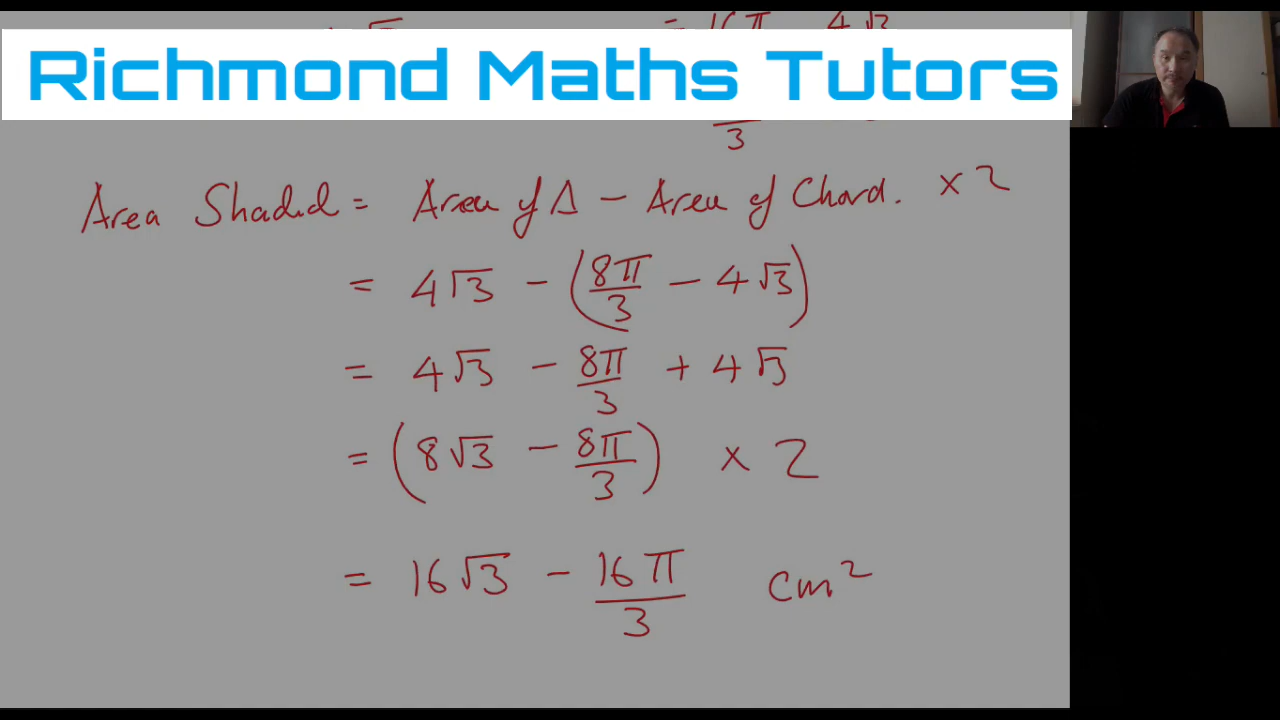 Richmond Maths Tutors
3
Area Shaded = Area of Δ - Area of Chord. × 2
= 4√3 - (8π/3 - 4√3)
= 4√3 - 8π/3 + 4√3
= (8√3 - 8π/3) × 2
= 16√3 - 16π/3 cm²